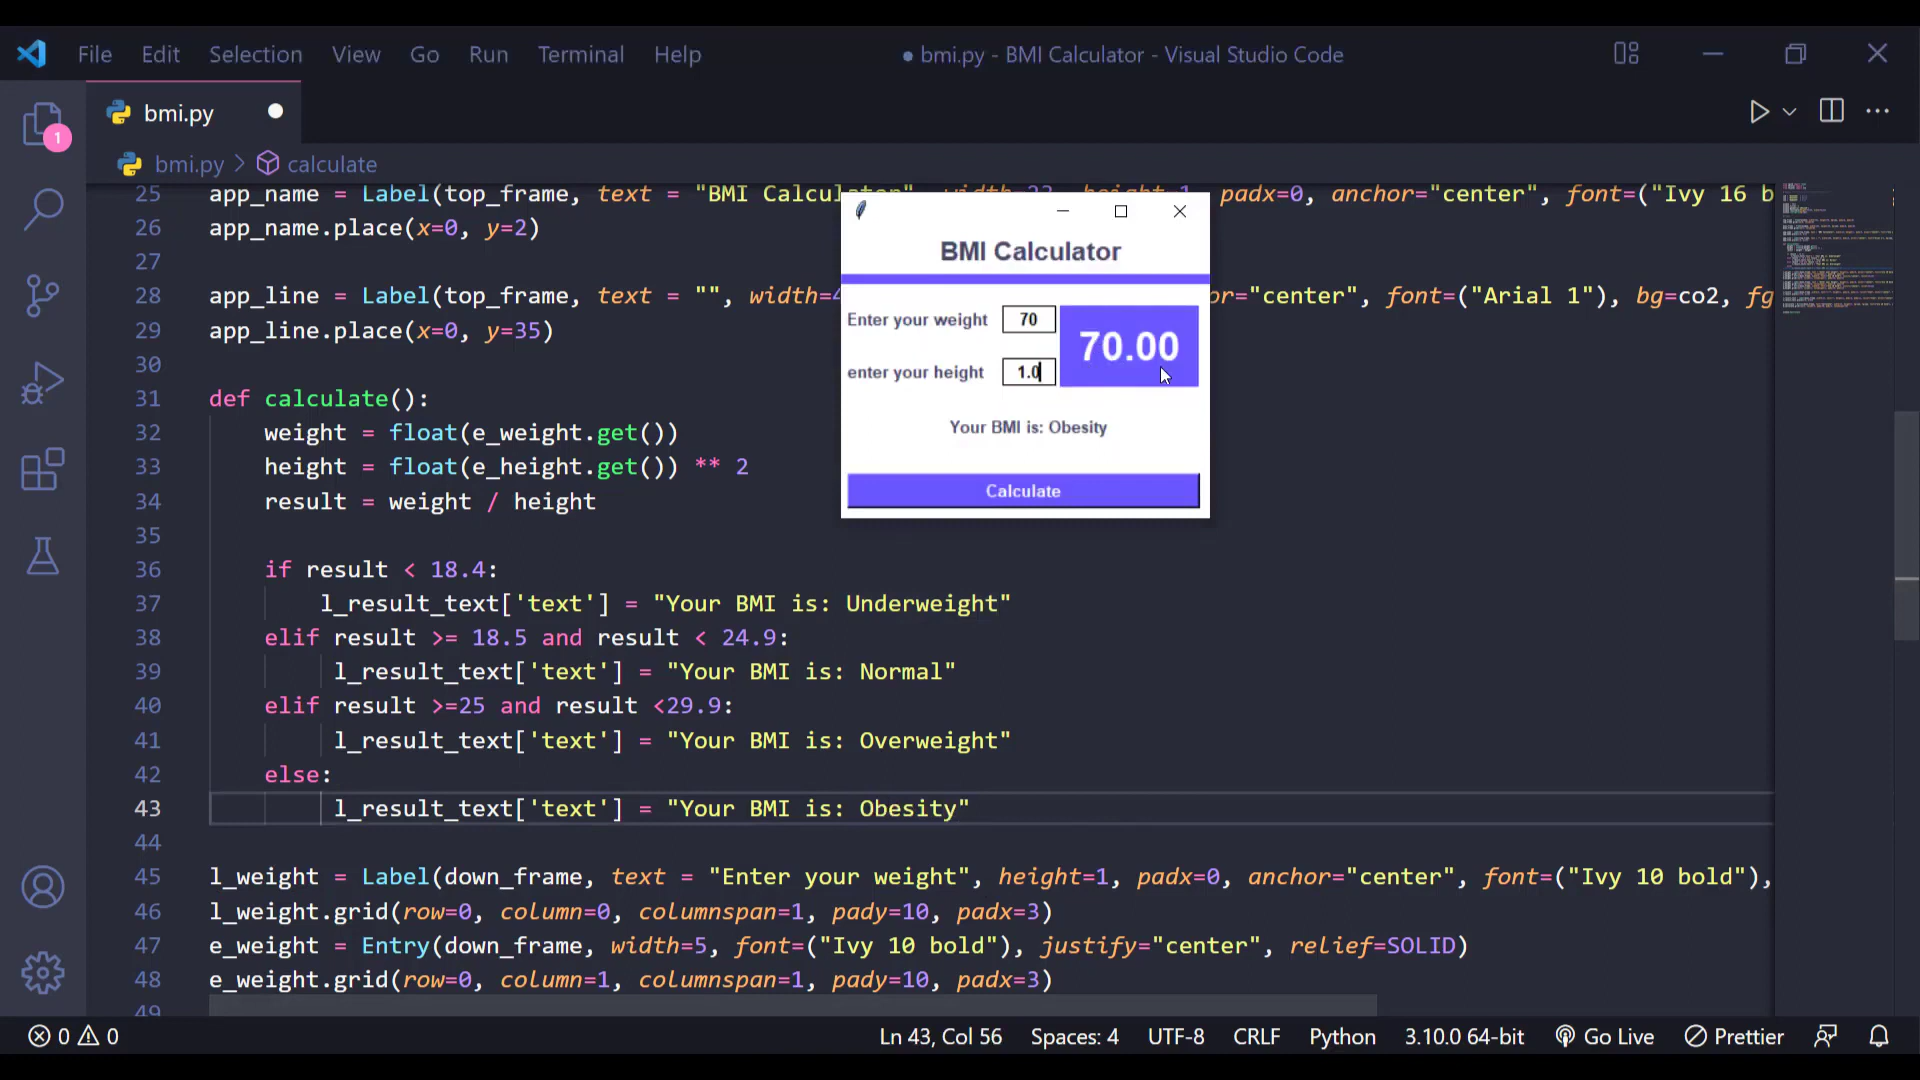 File Edit Selection View Go Run Terminal Help
● bmi.py - BMI Calculator - Visual Studio Code
bmi.py
1
bmi.py > calculate
25 app_name = Label(top_frame, text = "BMI Calculator", width=23, height=1, padx=0, anchor="center", font=("Ivy 16 b
26 app_name.place(x=0, y=2)
27
28 app_line = Label(top_frame, text = "", width=4 or="center", font=("Arial 1"), bg=co2, fg
29 app_line.place(x=0, y=35)
30
31 def calculate():
32 weight = float(e_weight.get())
33 height = float(e_height.get()) ** 2
34 result = weight / height
35
36 if result < 18.4:
37 l_result_text['text'] = "Your BMI is: Underweight"
38 elif result >= 18.5 and result < 24.9:
39 l_result_text['text'] = "Your BMI is: Normal"
40 elif result >=25 and result <29.9:
41 l_result_text['text'] = "Your BMI is: Overweight"
42 else:
43 l_result_text['text'] = "Your BMI is: Obesity"
44
45 l_weight = Label(down_frame, text = "Enter your weight", height=1, padx=0, anchor="center", font=("Ivy 10 bold"),
46 l_weight.grid(row=0, column=0, columnspan=1, pady=10, padx=3)
47 e_weight = Entry(down_frame, width=5, font=("Ivy 10 bold"), justify="center", relief=SOLID)
48 e_weight.grid(row=0, column=1, columnspan=1, pady=10, padx=3)
49
BMI Calculator
Enter your weight 70
70.00
enter your height 1.0
Your BMI is: Obesity
Calculate
0 0 Ln 43, Col 56 Spaces: 4 UTF-8 CRLF Python 3.10.0 64-bit Go Live Prettier